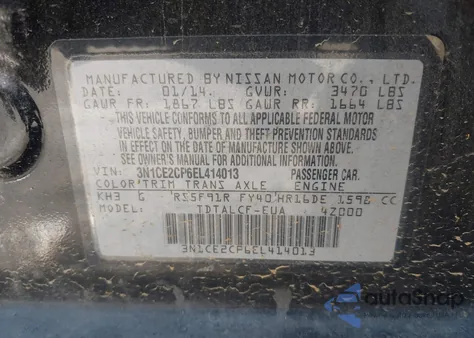 MANUFACTURED BY NISSAN MOTOR CO., LTD.
DATE: 01/14. GVWR: 3470 LBS
GAWR FR: 1867 LBS GAWR RR: 1664 LBS
THIS VEHICLE CONFORMS TO ALL APPLICABLE FEDERAL MOTOR
VEHICLE SAFETY, BUMPER AND THEFT PREVENTION STANDARDS
IN EFFECT ON THE DATE OF MANUFACTURE SHOWN ABOVE.
SEE OWNER'S MANUAL FOR ADDITIONAL INFORMATION.
VIN: 3N1CE2CP6EL414013 PASSENGER CAR.
COLOR TRIM TRANS AXLE ENGINE
KH3 G RS5F91R FY40 HR16DE 1598 CC
MODEL: TDTALCF-EUA 4Z000
3N1CE2CP6EL414013
autoSnap